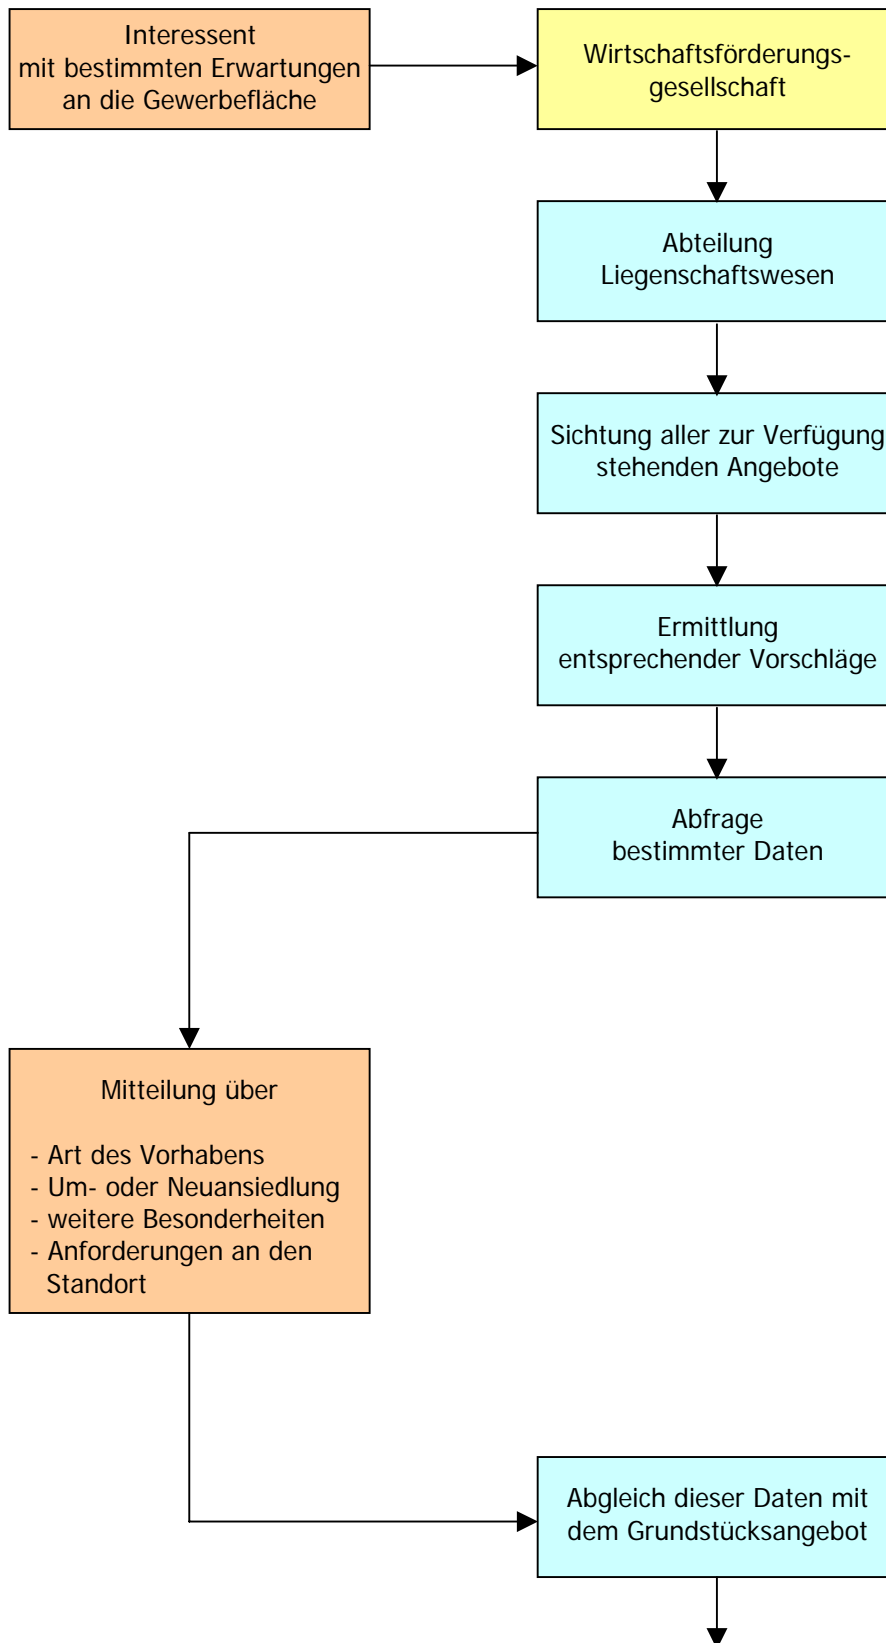 Interessent
mit bestimmten Erwartungen
an die Gewerbefläche
Wirtschaftsförderungs-
gesellschaft
Abteilung
Liegenschaftswesen
Sichtung aller zur Verfügung
stehenden Angebote
Ermittlung
entsprechender Vorschläge
Abfrage
bestimmter Daten
Mitteilung über
- Art des Vorhabens
- Um- oder Neuansiedlung
- weitere Besonderheiten
- Anforderungen an den
Standort
Abgleich dieser Daten mit
dem Grundstücksangebot